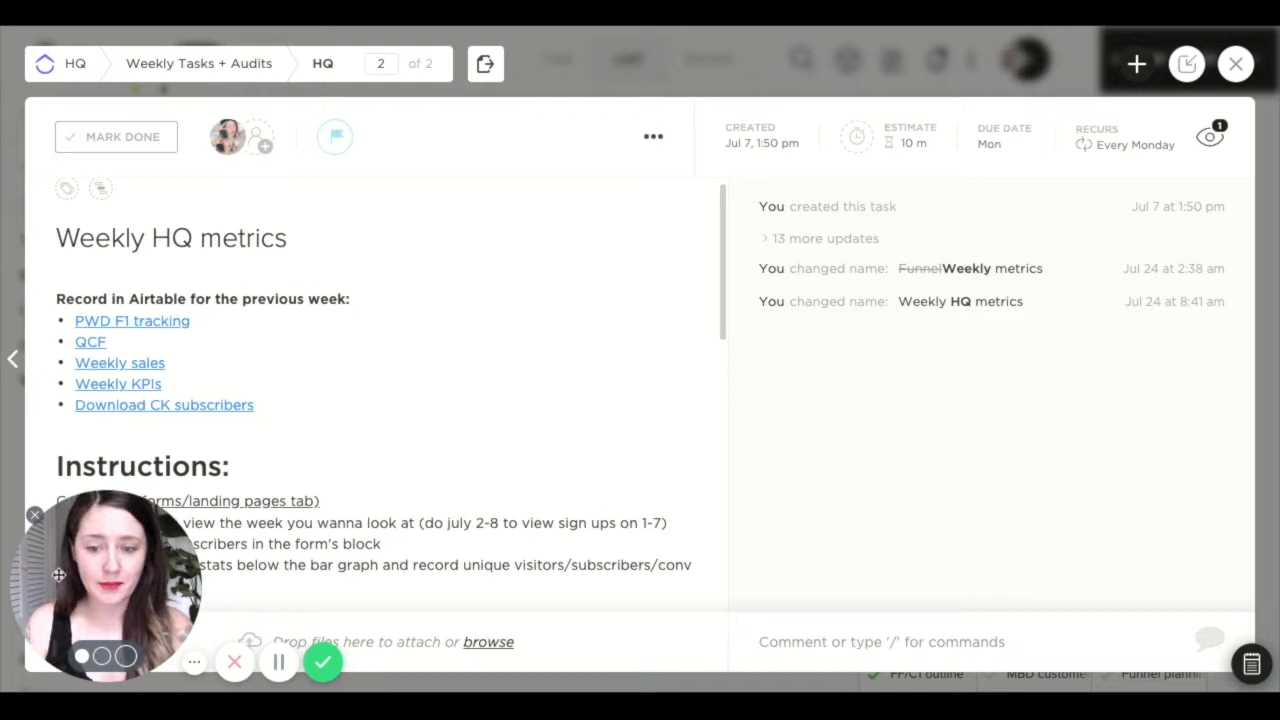 HQ Weekly Tasks + Audits HQ 2 of 2
MARK DONE
CREATED
Jul 7, 1:50 pm
ESTIMATE
10 m
DUE DATE
Mon
RECURS
Every Monday
1
Weekly HQ metrics
Record in Airtable for the previous week:
• PWD F1 tracking
• QCF
• Weekly sales
• Weekly KPIs
• Download CK subscribers
Instructions:
forms/landing pages tab)
view the week you wanna look at (do july 2-8 to view sign ups on 1-7)
scribers in the form's block
stats below the bar graph and record unique visitors/subscribers/conv
Drop files here to attach or browse
You created this task Jul 7 at 1:50 pm
13 more updates
You changed name: FunnelWeekly metrics Jul 24 at 2:38 am
You changed name: Weekly HQ metrics Jul 24 at 8:41 am
Comment or type '/' for commands
FF/CI outline MBD custome Funnel planni